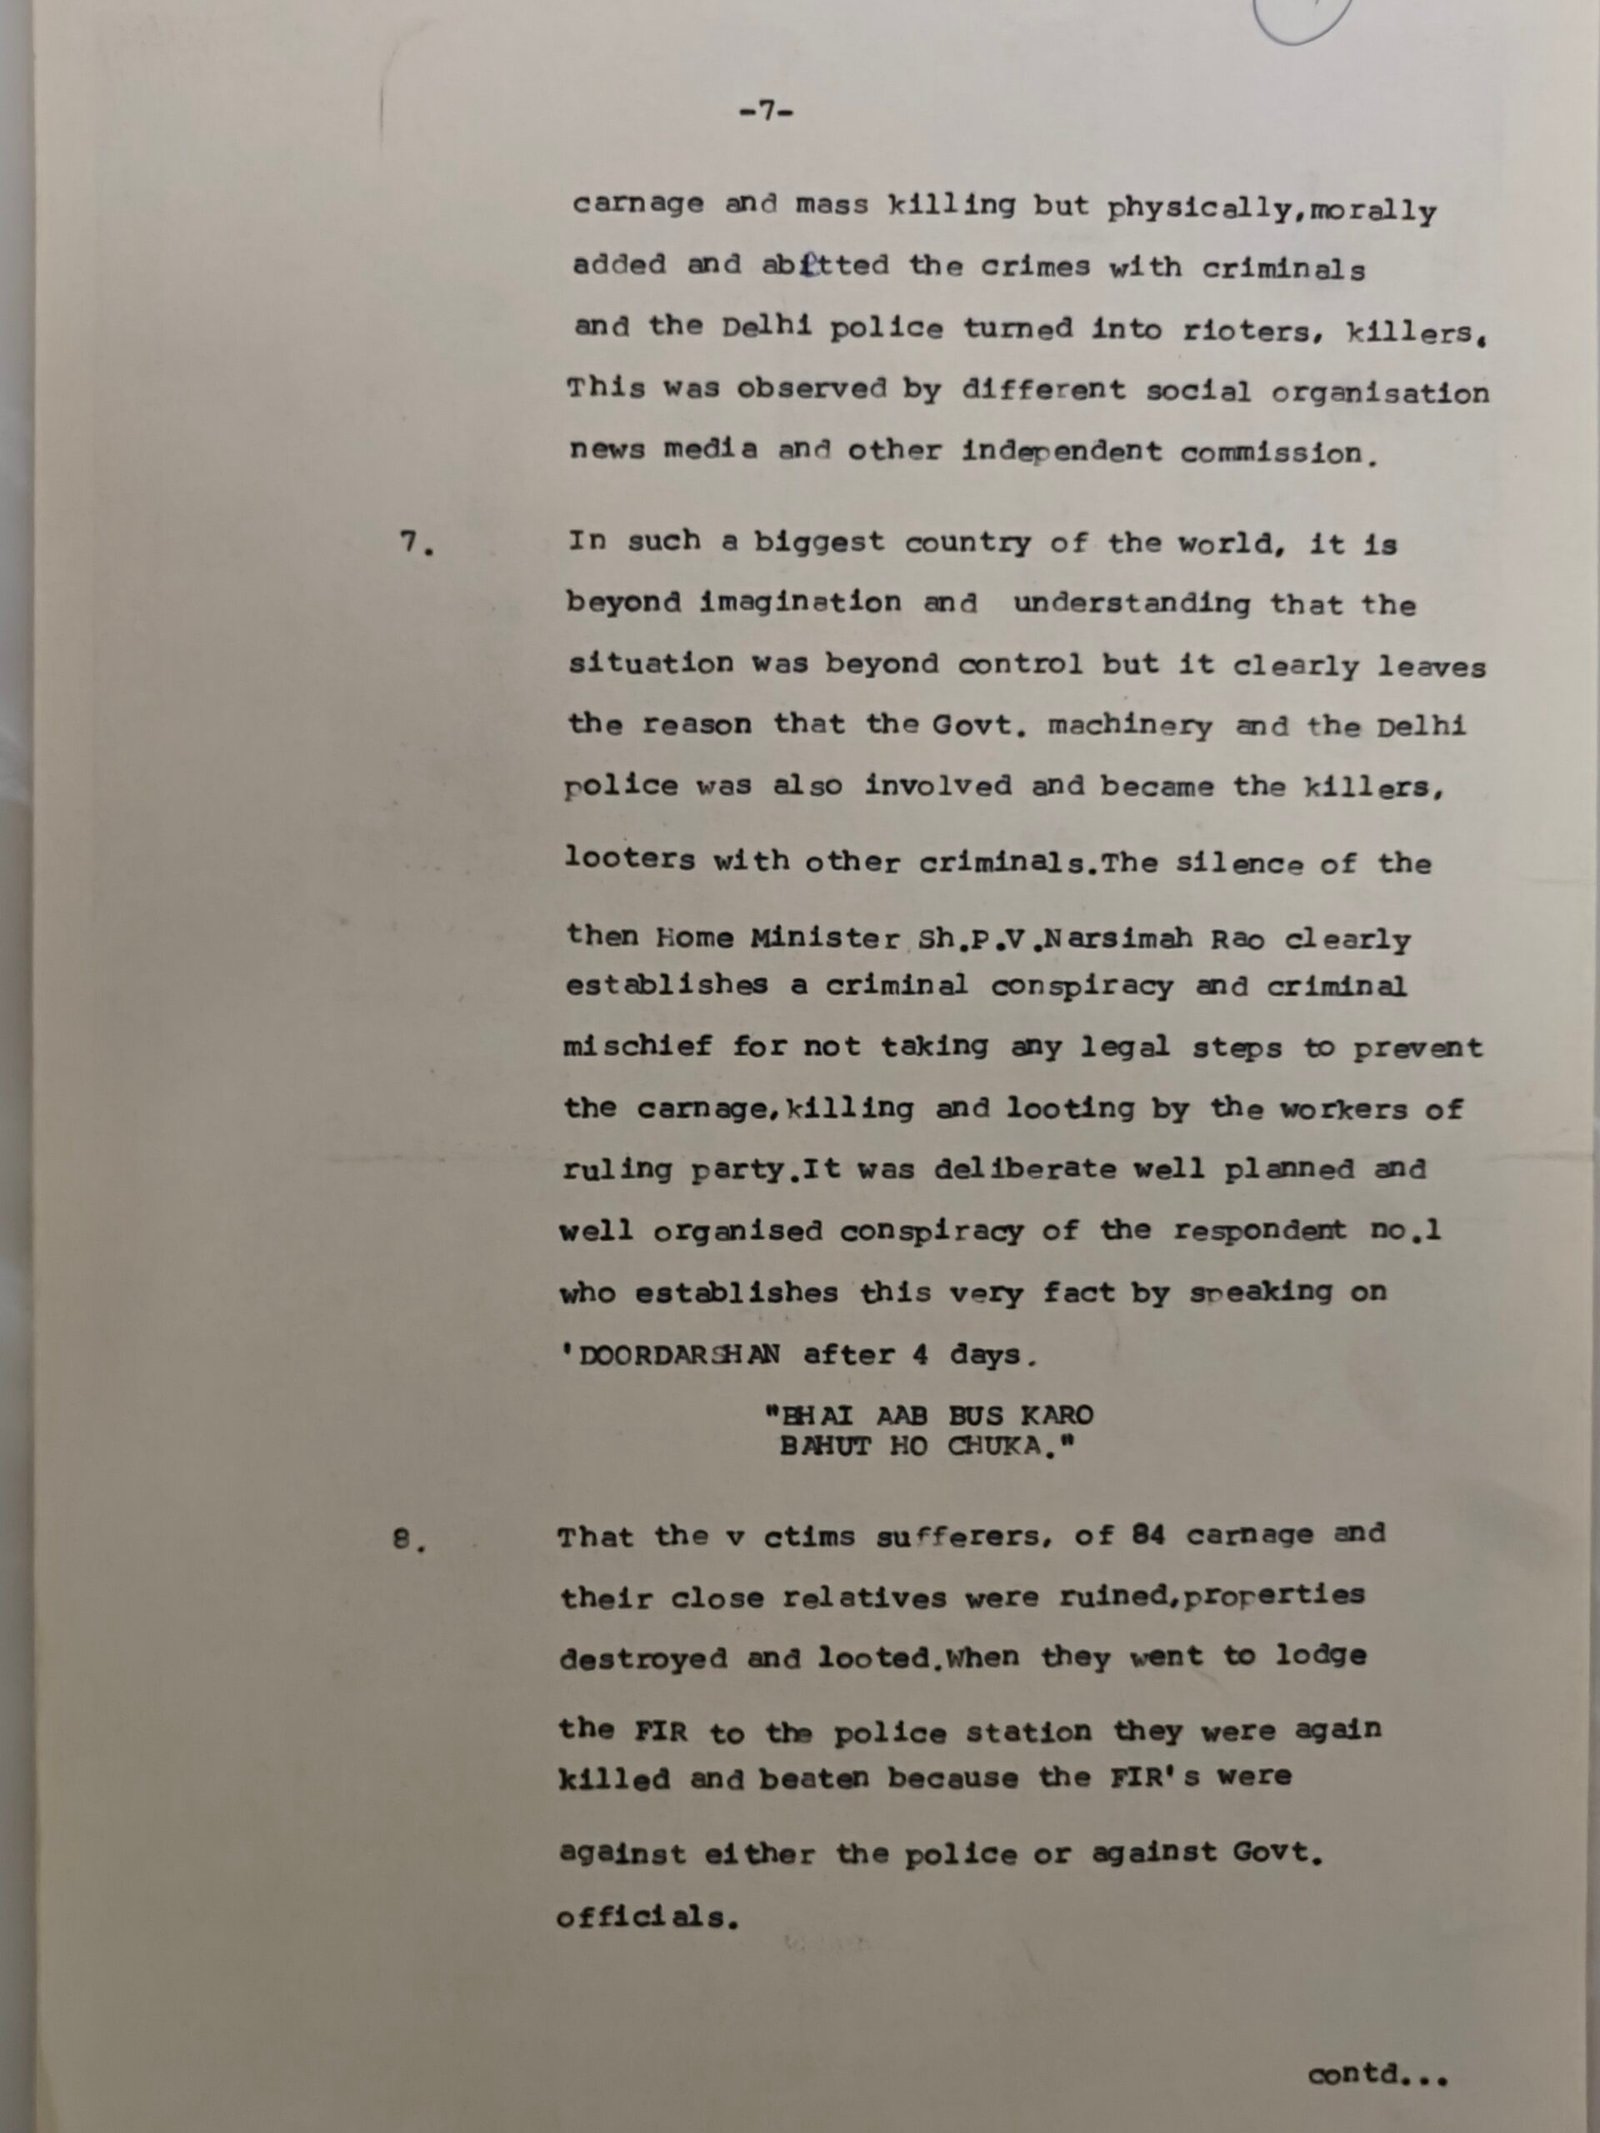 -7-
carnage and mass killing but physically,morally
added and abetted the crimes with criminals
and the Delhi police turned into rioters, killers.
This was observed by different social organisation
news media and other independent commission.
7. In such a biggest country of the world, it is
beyond imagination and understanding that the
situation was beyond control but it clearly leaves
the reason that the Govt. machinery and the Delhi
police was also involved and became the killers,
looters with other criminals.The silence of the
then Home Minister Sh.P.V.Narsimah Rao clearly
establishes a criminal conspiracy and criminal
mischief for not taking any legal steps to prevent
the carnage,killing and looting by the workers of
ruling party.It was deliberate well planned and
well organised conspiracy of the respondent no.1
who establishes this very fact by speaking on
'DOORDARSHAN after 4 days.
"BHAI AAB BUS KARO
BAHUT HO CHUKA."
8. That the v ctims sufferers, of 84 carnage and
their close relatives were ruined,properties
destroyed and looted.When they went to lodge
the FIR to the police station they were again
killed and beaten because the FIR's were
against either the police or against Govt.
officials.
contd...